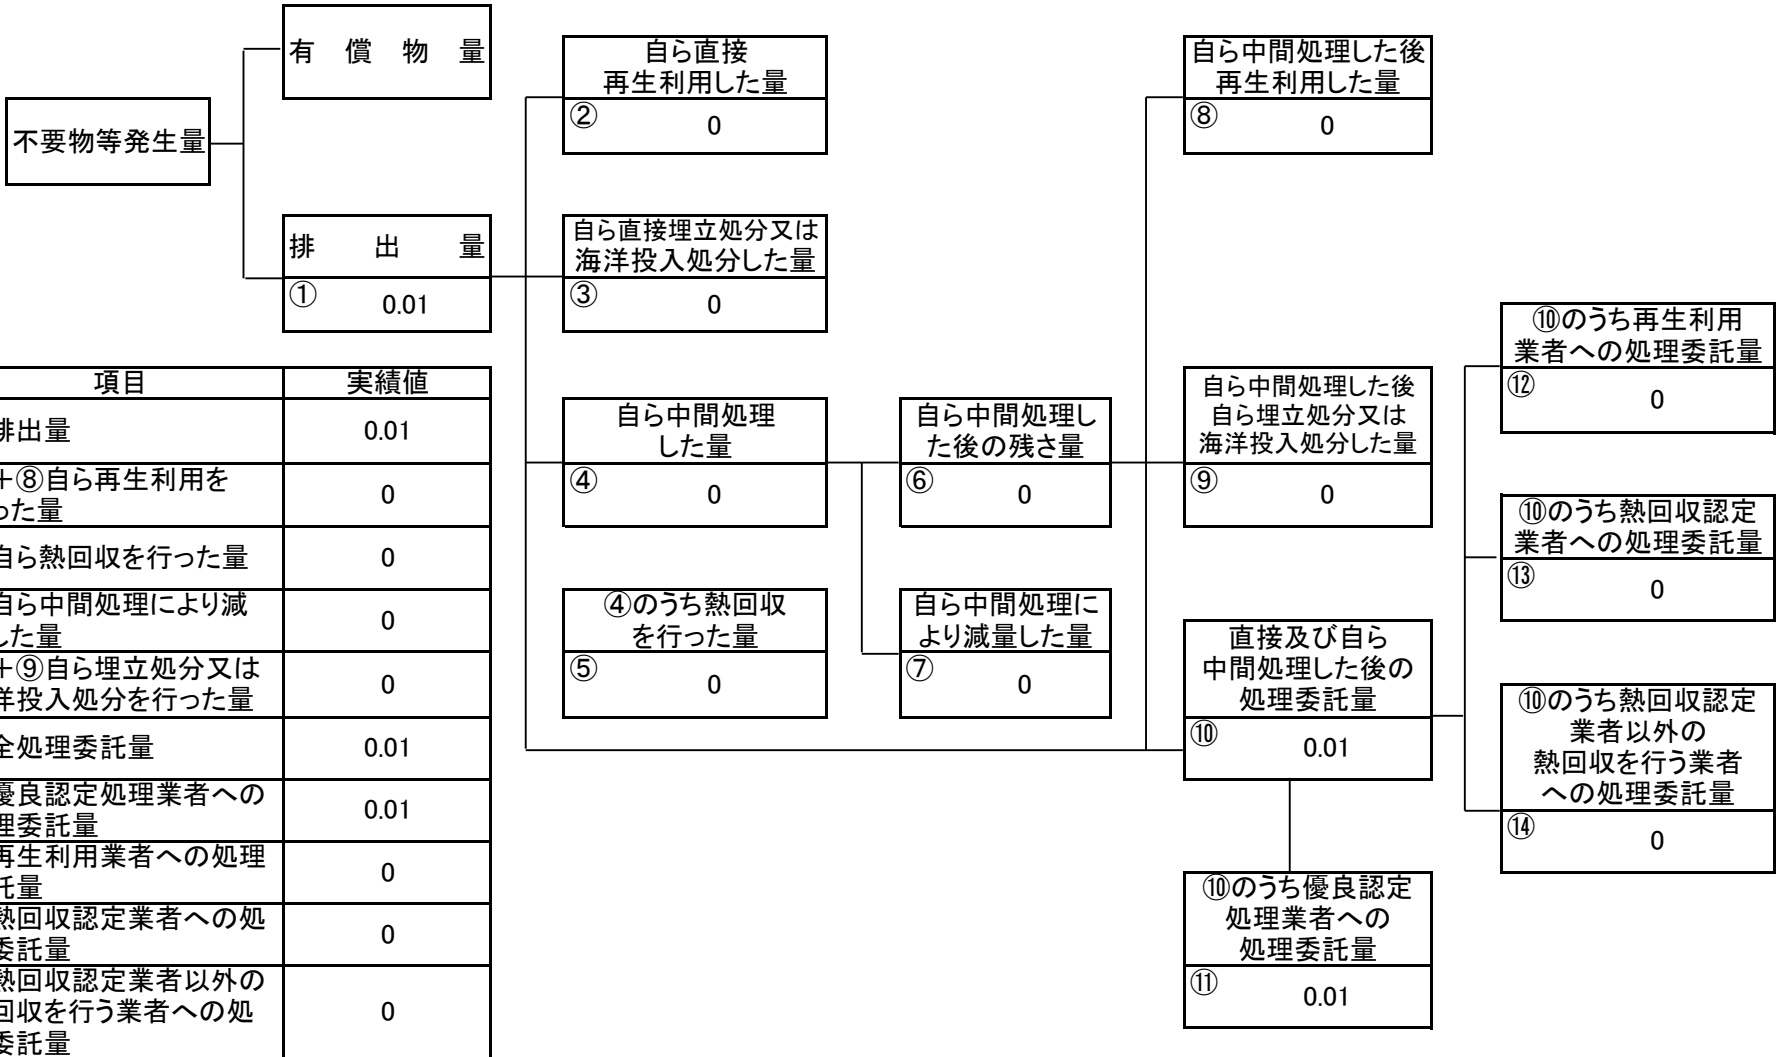 有償物量
不要物等発生量
排出量
① 0.01
自ら直接
再生利用した量
② 0
自ら直接埋立処分又は
海洋投入処分した量
③ 0
自ら中間処理
した量
④ 0
④のうち熱回収
を行った量
⑤ 0
自ら中間処理し
た後の残さ量
⑥ 0
自ら中間処理に
より減量した量
⑦ 0
自ら中間処理した後
再生利用した量
⑧ 0
自ら中間処理した後
自ら埋立処分又は
海洋投入処分した量
⑨ 0
直接及び自ら
中間処理した後の
処理委託量
⑩ 0.01
⑩のうち優良認定
処理業者への
処理委託量
⑪ 0.01
⑩のうち再生利用
業者への処理委託量
⑫ 0
⑩のうち熱回収認定
業者への処理委託量
⑬ 0
⑩のうち熱回収認定
業者以外の
熱回収を行う業者
への処理委託量
⑭ 0
項目 実績値
排出量 0.01
+⑧自ら再生利用を
った量 0
自ら熱回収を行った量 0
自ら中間処理により減
した量 0
+⑨自ら埋立処分又は
洋投入処分を行った量 0
全処理委託量 0.01
優良認定処理業者への
理委託量 0.01
再生利用業者への処理
託量 0
熱回収認定業者への処
委託量 0
熱回収認定業者以外の
回収を行う業者への処
委託量 0